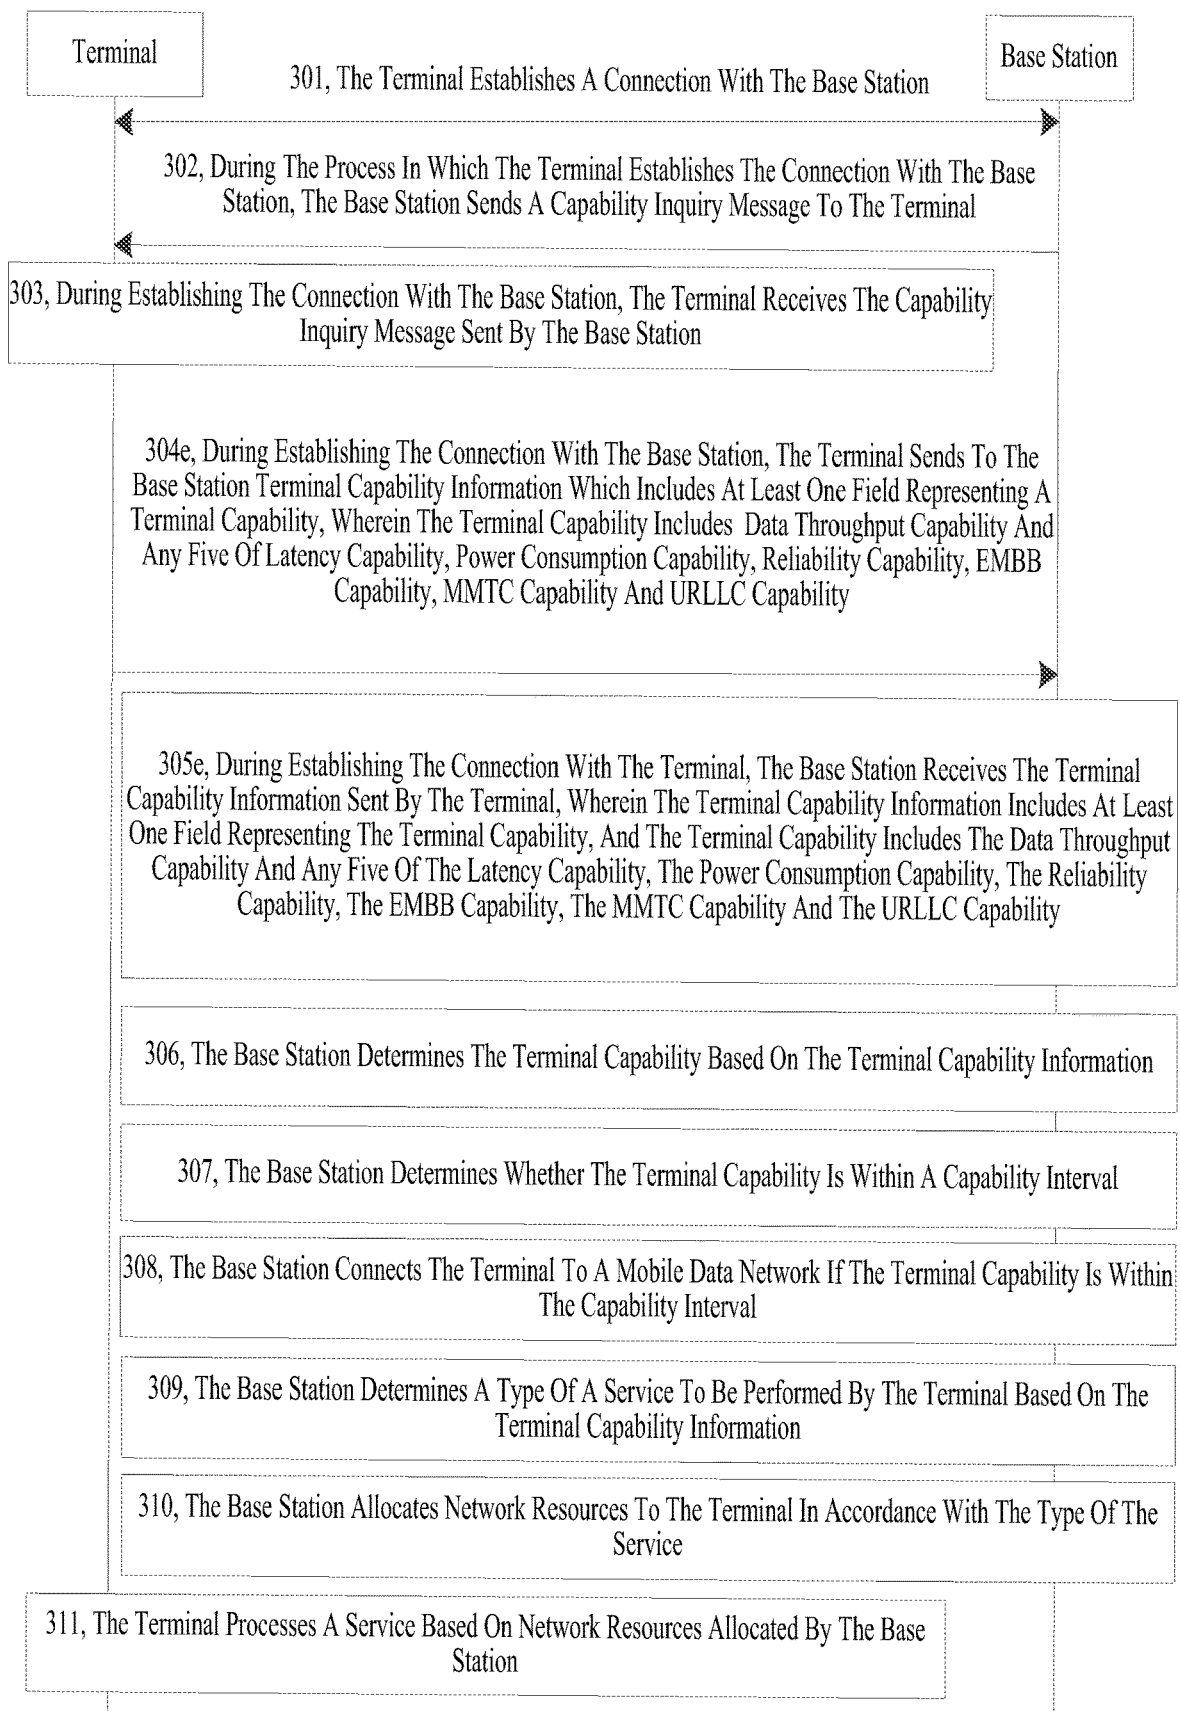 Terminal
Base Station
301, The Terminal Establishes A Connection With The Base Station
302, During The Process In Which The Terminal Establishes The Connection With The Base
Station, The Base Station Sends A Capability Inquiry Message To The Terminal
303, During Establishing The Connection With The Base Station, The Terminal Receives The Capability
Inquiry Message Sent By The Base Station
304e, During Establishing The Connection With The Base Station, The Terminal Sends To The
Base Station Terminal Capability Information Which Includes At Least One Field Representing A
Terminal Capability, Wherein The Terminal Capability Includes Data Throughput Capability And
Any Five Of Latency Capability, Power Consumption Capability, Reliability Capability, EMBB
Capability, MMTC Capability And URLLC Capability
305e, During Establishing The Connection With The Terminal, The Base Station Receives The Terminal
Capability Information Sent By The Terminal, Wherein The Terminal Capability Information Includes At Least
One Field Representing The Terminal Capability, And The Terminal Capability Includes The Data Throughput
Capability And Any Five Of The Latency Capability, The Power Consumption Capability, The Reliability
Capability, The EMBB Capability, The MMTC Capability And The URLLC Capability
306, The Base Station Determines The Terminal Capability Based On The Terminal Capability Information
307, The Base Station Determines Whether The Terminal Capability Is Within A Capability Interval
308, The Base Station Connects The Terminal To A Mobile Data Network If The Terminal Capability Is Within
The Capability Interval
309, The Base Station Determines A Type Of A Service To Be Performed By The Terminal Based On The
Terminal Capability Information
310, The Base Station Allocates Network Resources To The Terminal In Accordance With The Type Of The
Service
311, The Terminal Processes A Service Based On Network Resources Allocated By The Base
Station